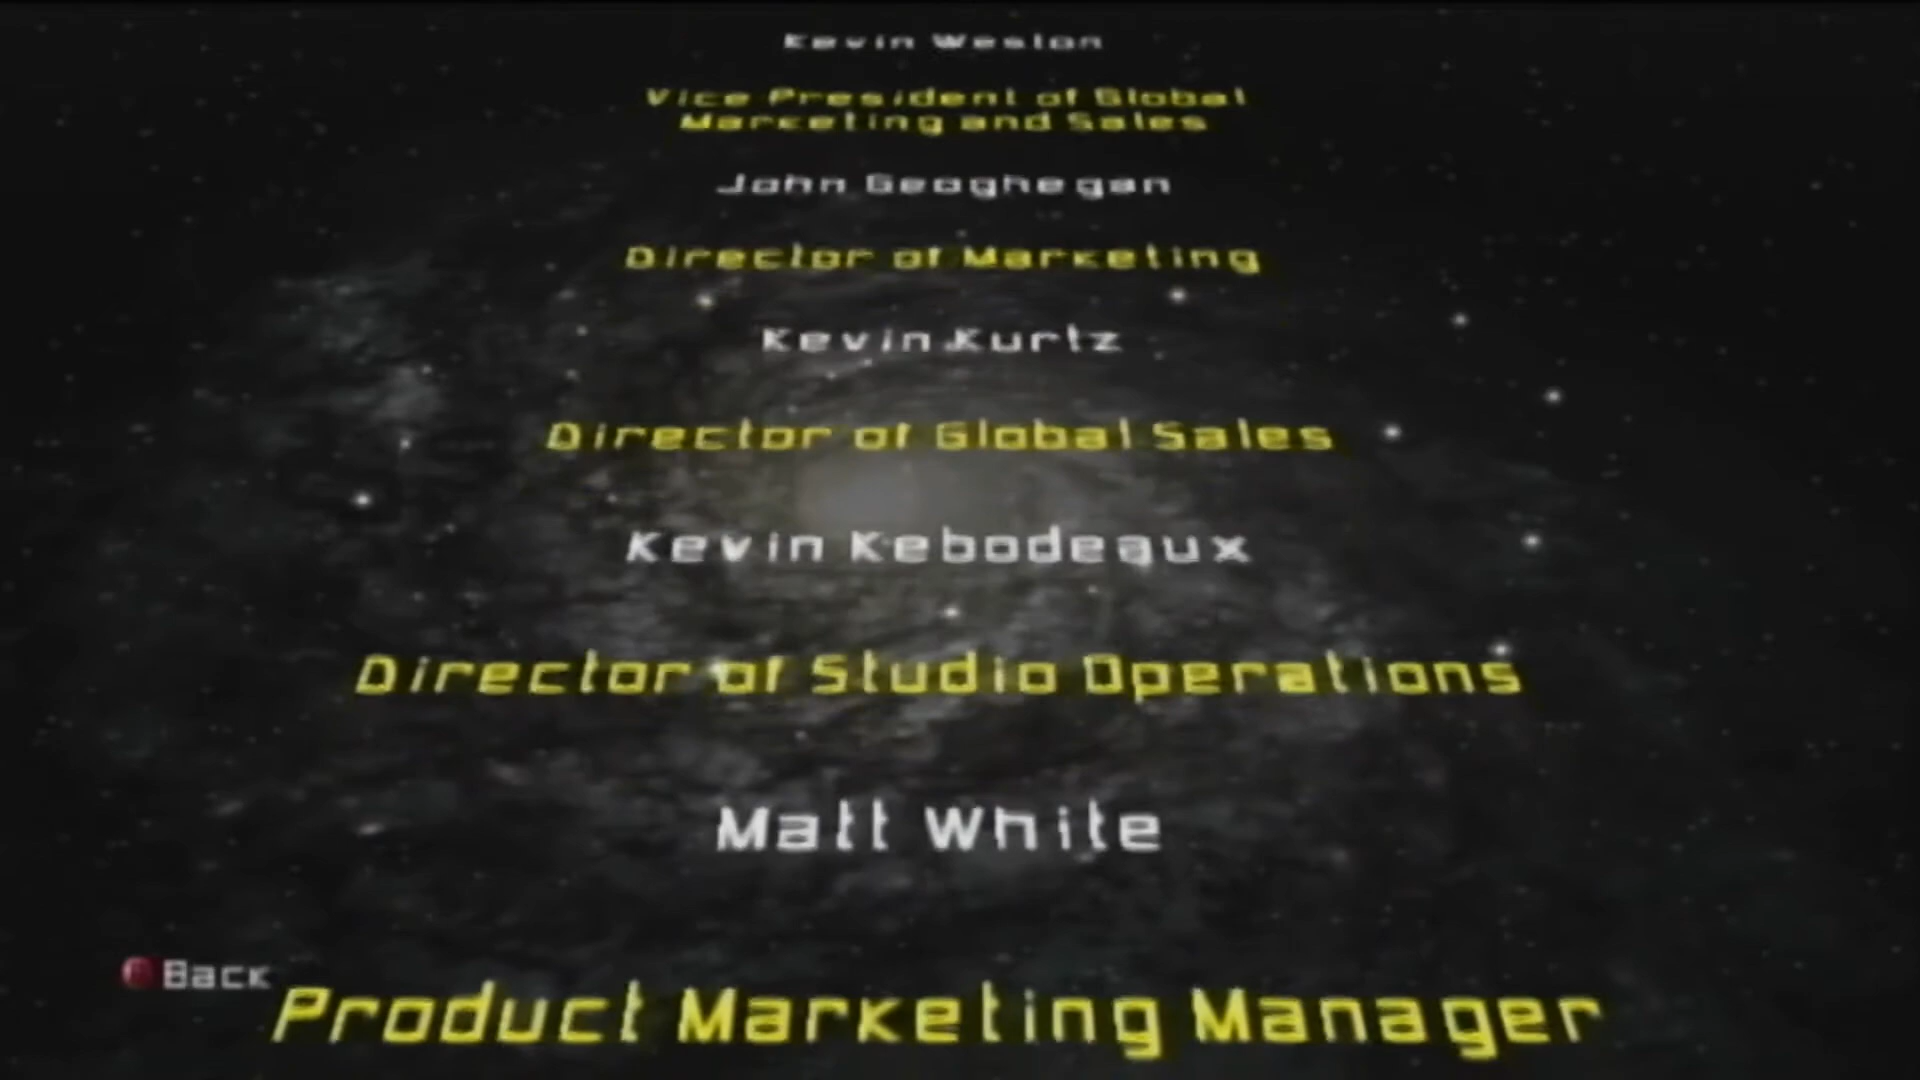 Kevin Weston
Vice President of Global
Marketing and Sales
John Geoghegan
Director of Marketing
Kevin Kurtz
Director of Global Sales
Kevin Kebodeaux
Director of Studio Operations
Matt White
Back
Product Marketing Manager